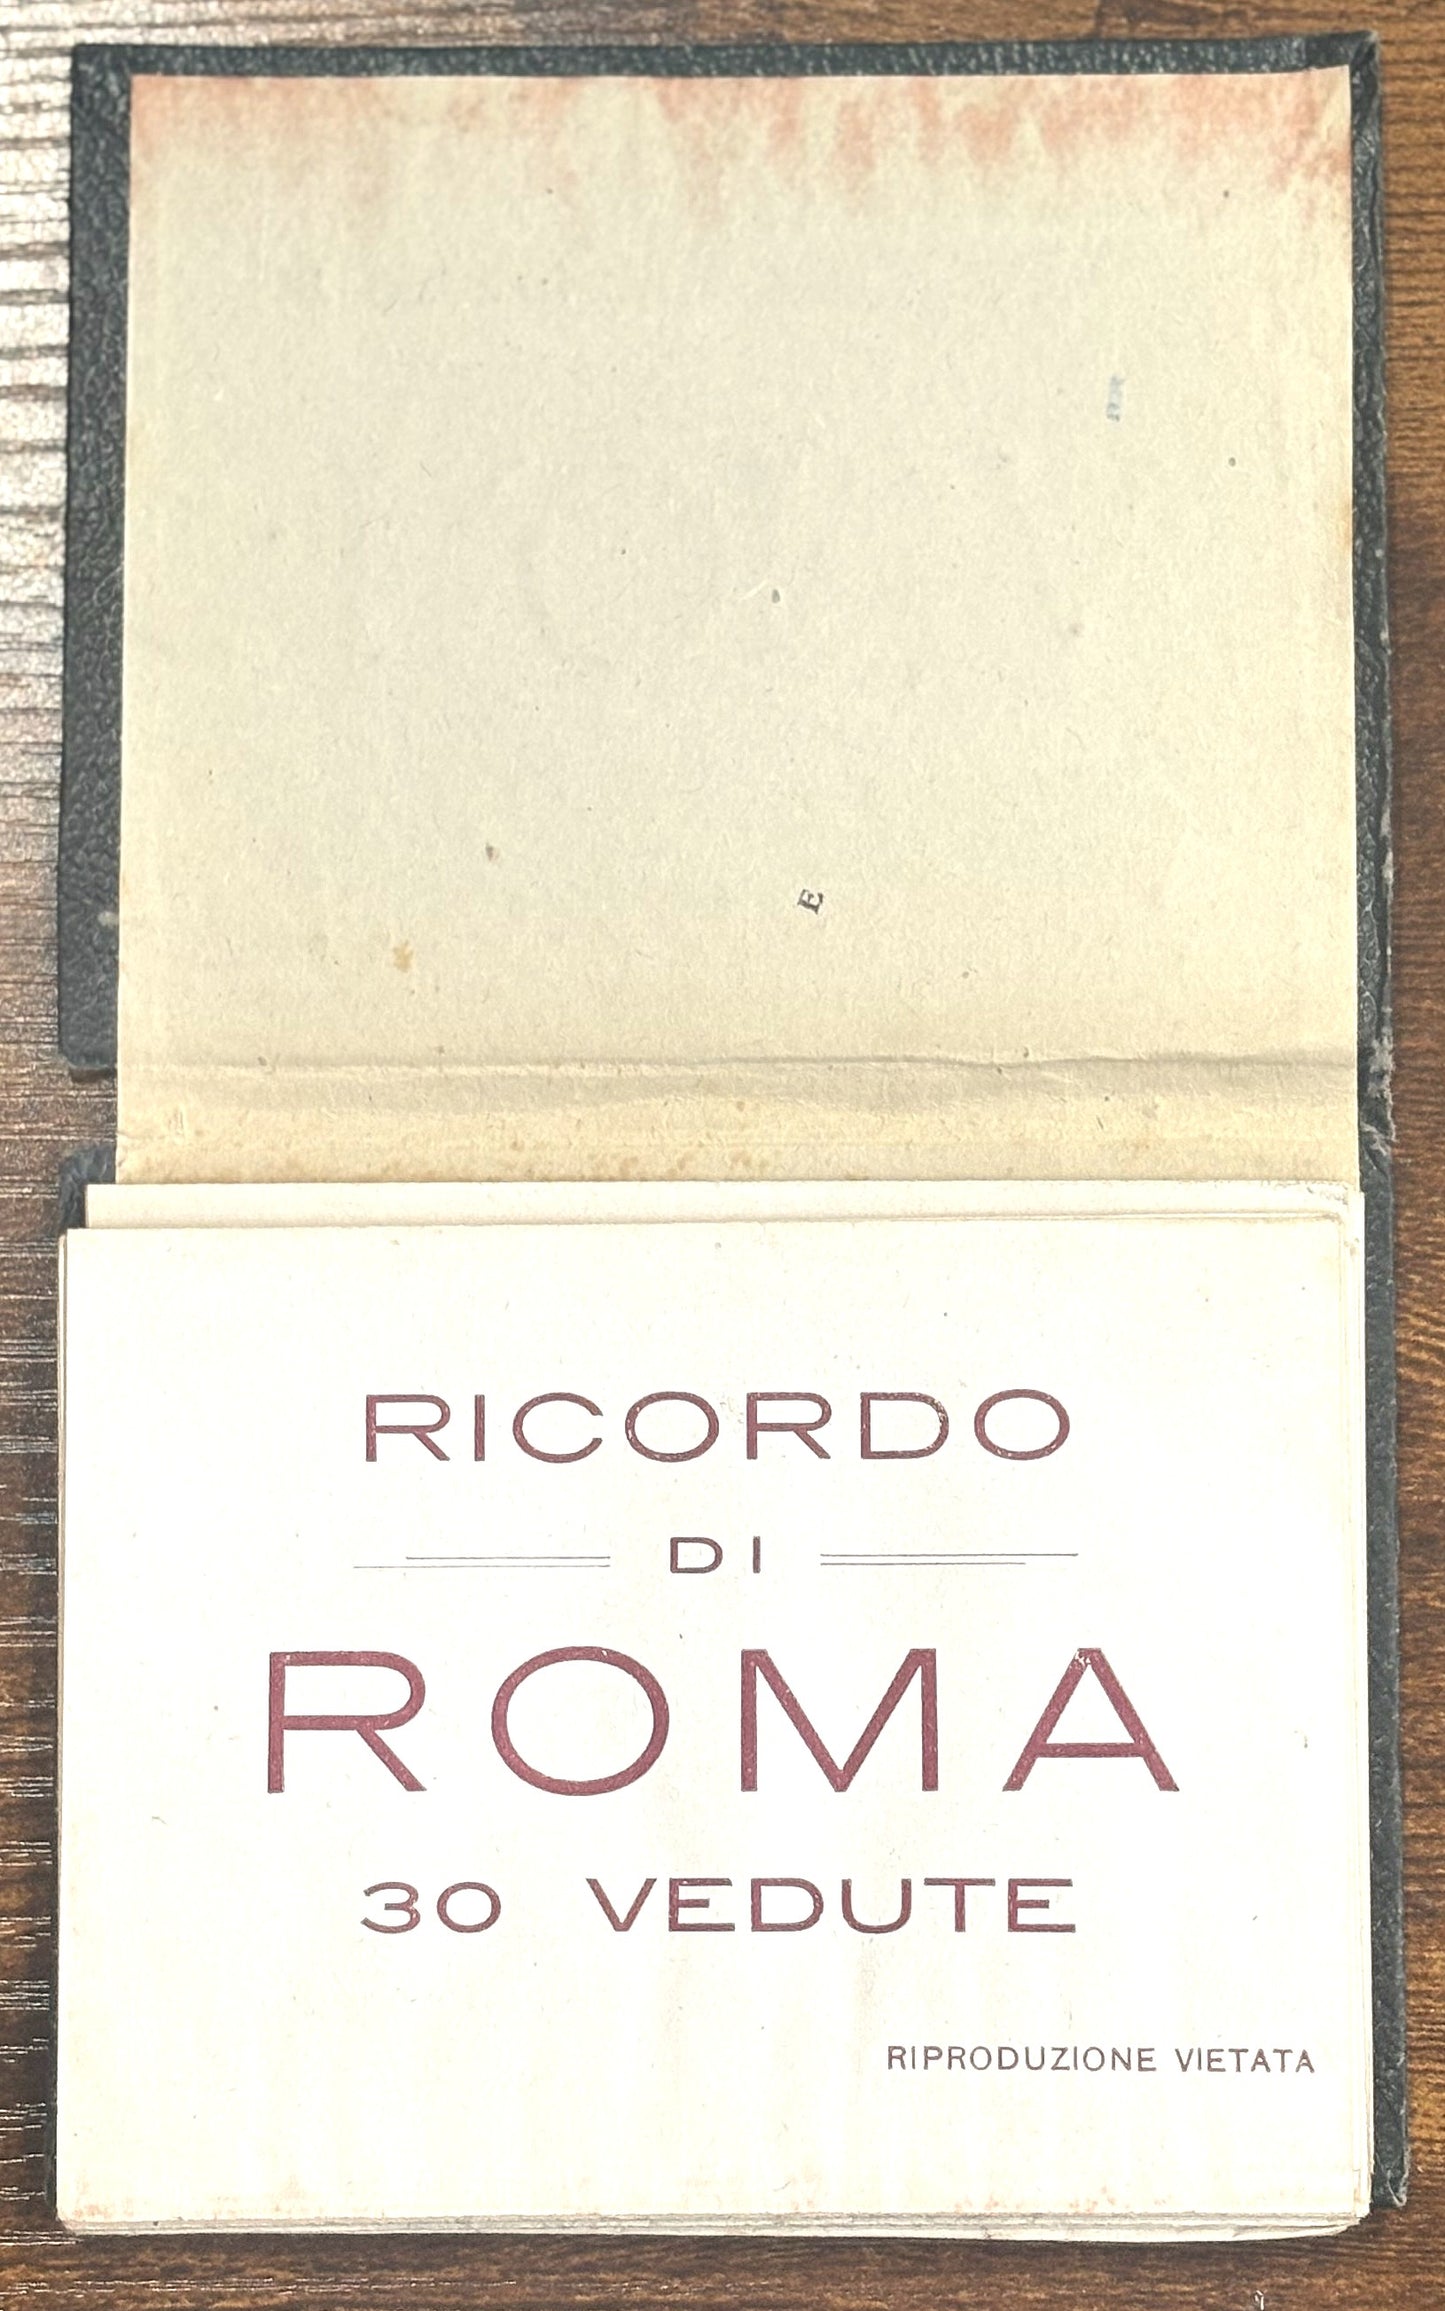 E
RICORDO
DI
ROMA
30 VEDUTE
RIPRODUZIONE VIETATA